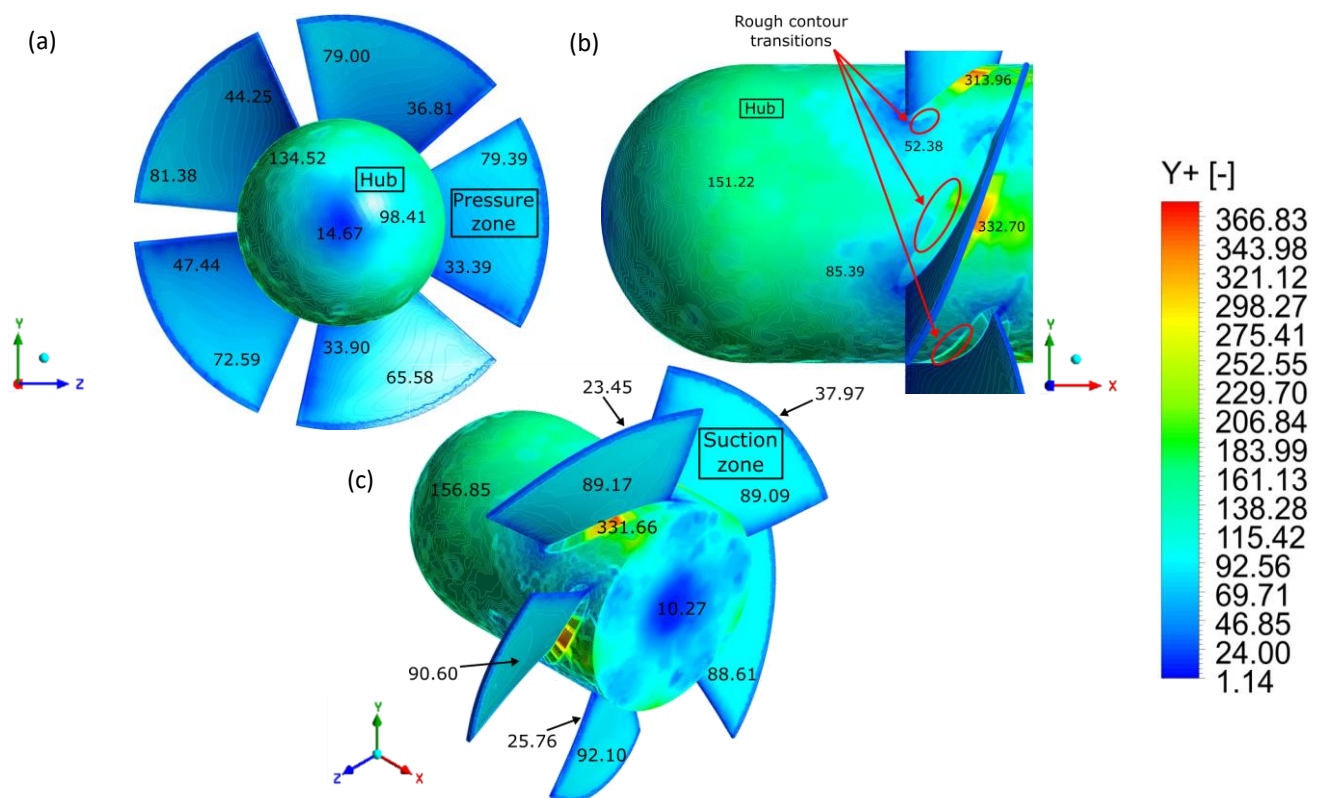 (a)
79.00
44.25
36.81
134.52
79.39
81.38
Hub
Pressure
zone
98.41
14.67
47.44
33.39
33.90
72.59
65.58
Y
Z
Rough contour
transitions
(b)
313.96
Hub
52.38
151.22
332.70
85.39
Y
X
23.45
37.97
Suction
zone
(c)
156.85
89.17
89.09
331.66
10.27
90.60
88.61
25.76
92.10
Y
Z
X
Y+ [-]
366.83
343.98
321.12
298.27
275.41
252.55
229.70
206.84
183.99
161.13
138.28
115.42
92.56
69.71
46.85
24.00
1.14